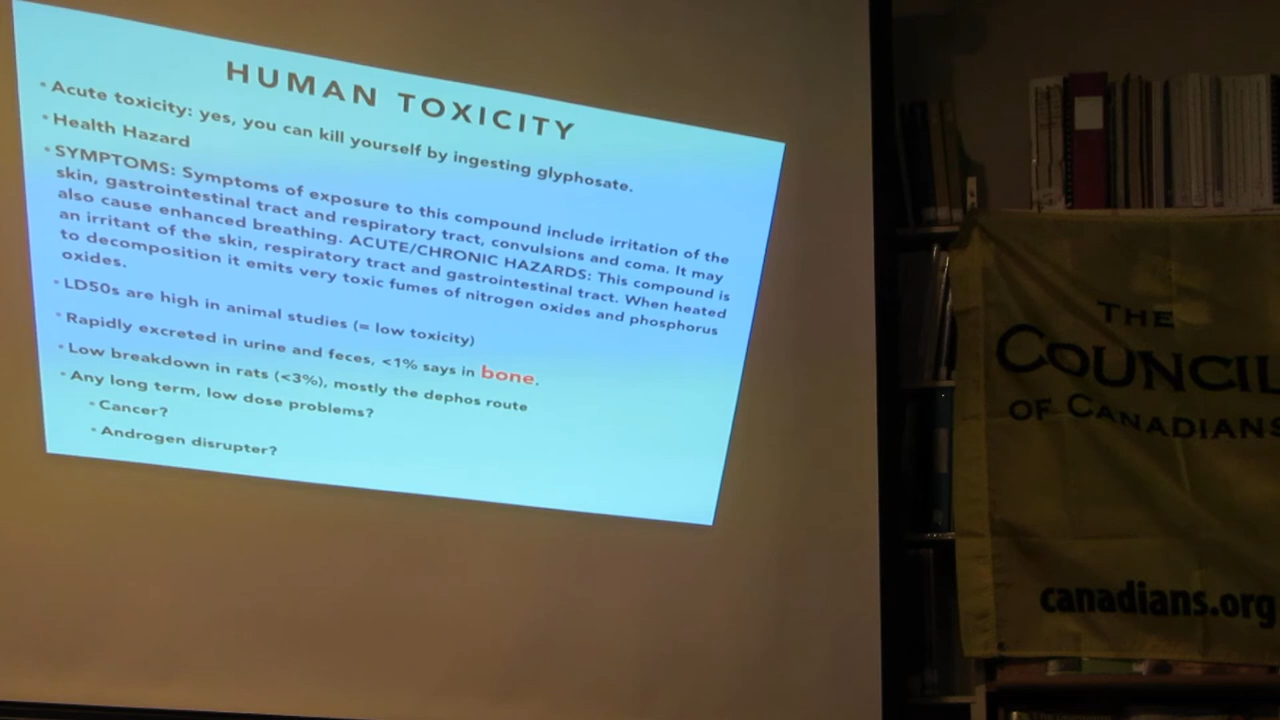 HUMAN TOXICITY
• Acute toxicity: yes, you can kill yourself by ingesting glyphosate.
• Health Hazard
• SYMPTOMS: Symptoms of exposure to this compound include irritation of the
skin, gastrointestinal tract and respiratory tract, convulsions and coma. It may
also cause enhanced breathing. ACUTE/CHRONIC HAZARDS: This compound is
an irritant of the skin, respiratory tract and gastrointestinal tract. When heated
to decomposition it emits very toxic fumes of nitrogen oxides and phosphorus
oxides.
• LD50s are high in animal studies (= low toxicity)
• Rapidly excreted in urine and feces, <1% says in bone.
• Low breakdown in rats (<3%), mostly the dephos route
• Any long term, low dose problems?
• Cancer?
• Androgen disrupter?
THE
COUNCIL
OF CANADIANS
canadians.org